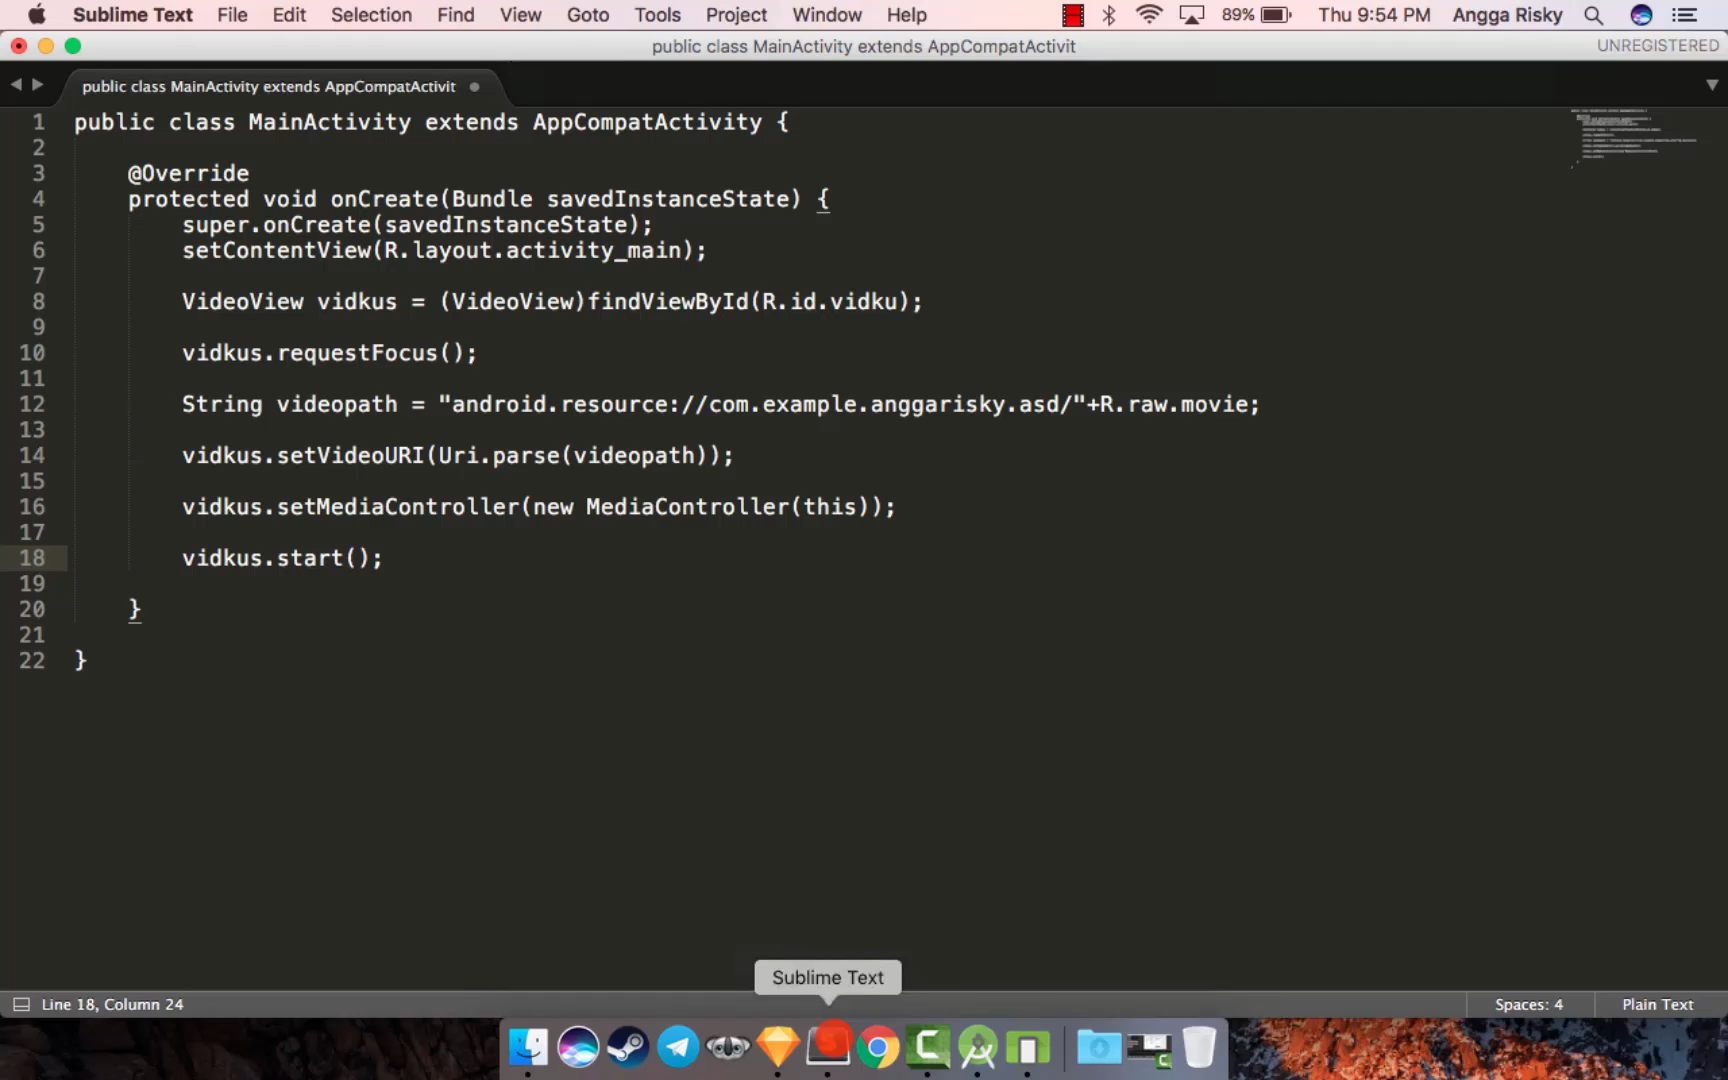 Sublime Text File Edit Selection Find View Goto Tools Project Window Help 89% Thu 9:54 PM Angga Risky
public class MainActivity extends AppCompatActivit UNREGISTERED
public class MainActivity extends AppCompatActivit
1 public class MainActivity extends AppCompatActivity {
2
3 @Override
4 protected void onCreate(Bundle savedInstanceState) {
5 super.onCreate(savedInstanceState);
6 setContentView(R.layout.activity_main);
7
8 VideoView vidkus = (VideoView)findViewById(R.id.vidku);
9
10 vidkus.requestFocus();
11
12 String videopath = "android.resource://com.example.anggarisky.asd/"+R.raw.movie;
13
14 vidkus.setVideoURI(Uri.parse(videopath));
15
16 vidkus.setMediaController(new MediaController(this));
17
18 vidkus.start();
19
20 }
21
22 }
Sublime Text
Line 18, Column 24 Spaces: 4 Plain Text